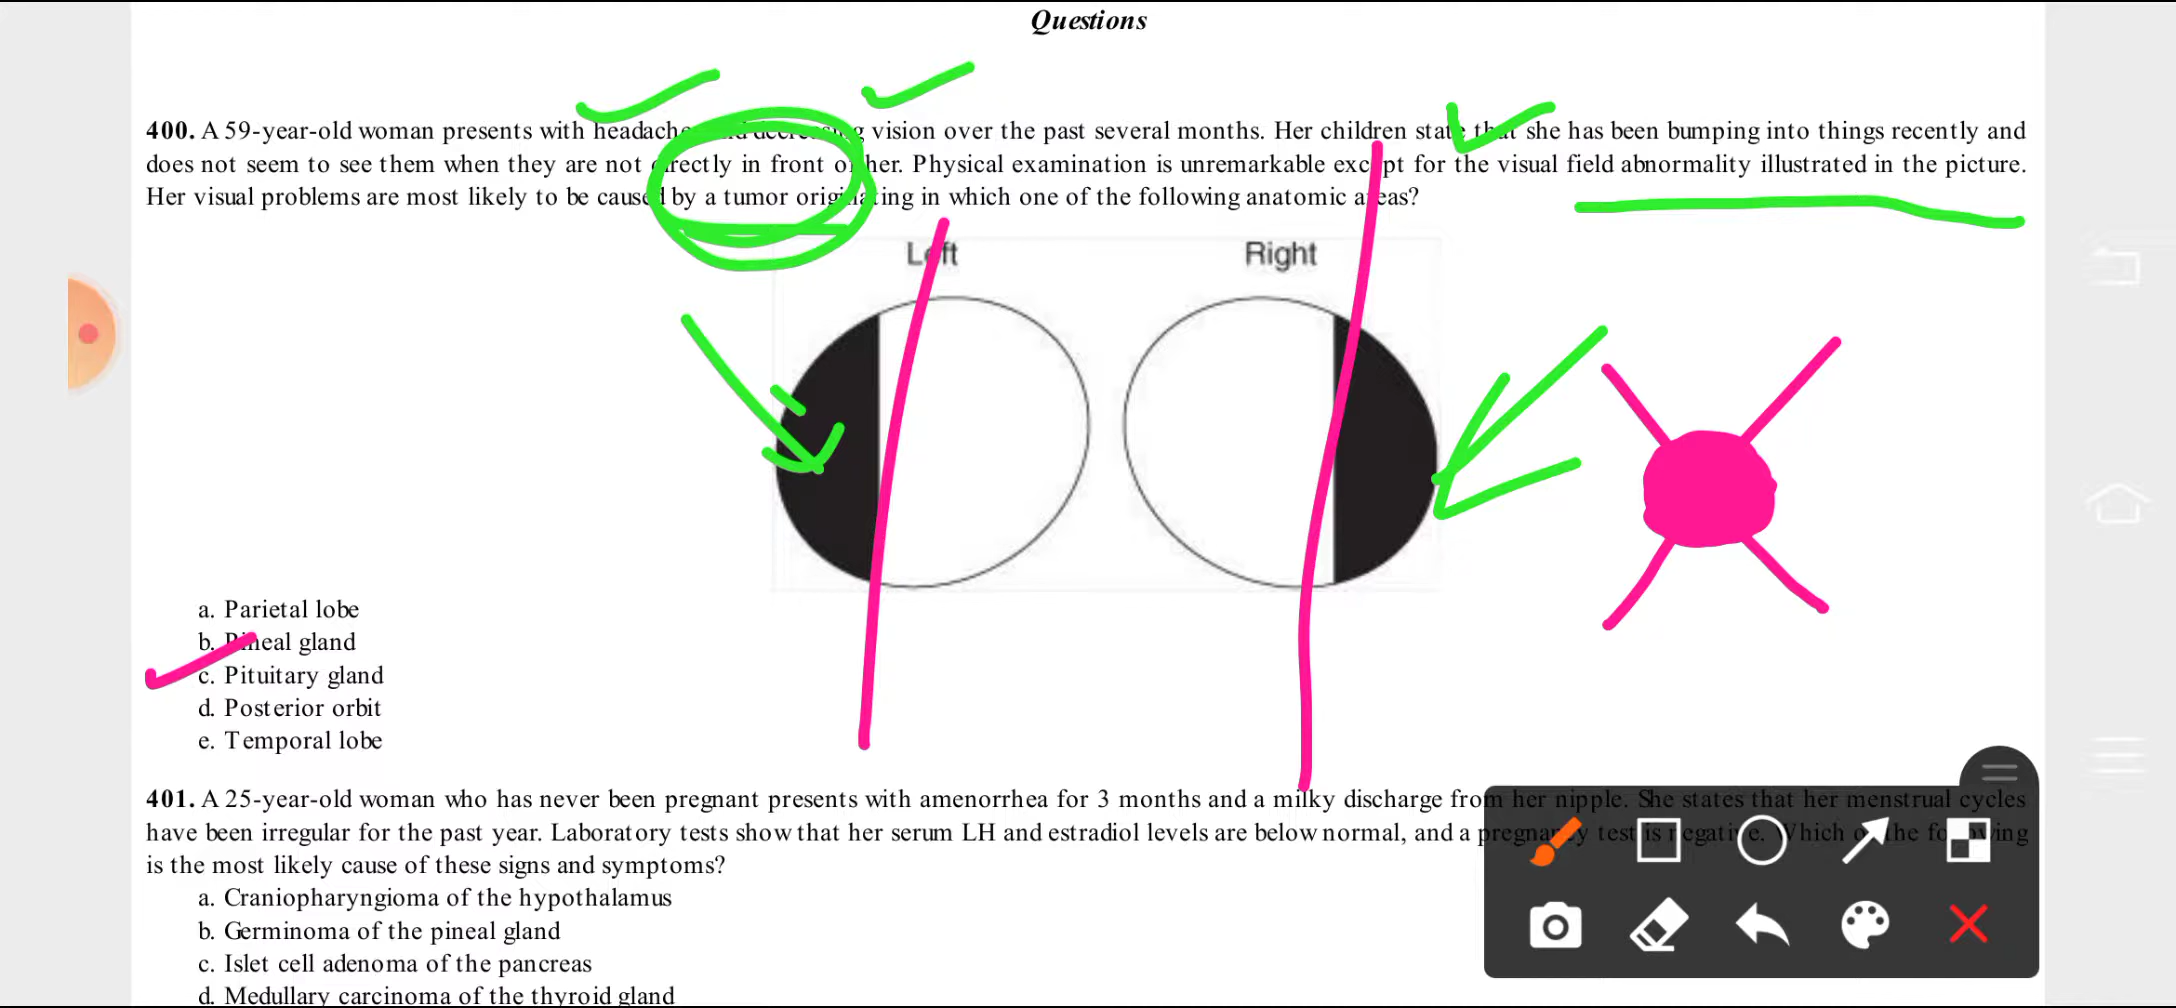 Questions
400. A 59-year-old woman presents with headaches and decreasing vision over the past several months. Her children state that she has been bumping into things recently and
does not seem to see them when they are not directly in front of her. Physical examination is unremarkable except for the visual field abnormality illustrated in the picture.
Her visual problems are most likely to be caused by a tumor originating in which one of the following anatomic areas?
Left Right
a. Parietal lobe
b. Pineal gland
c. Pituitary gland
d. Posterior orbit
e. Temporal lobe
401. A 25-year-old woman who has never been pregnant presents with amenorrhea for 3 months and a milky discharge from her nipple. She states that her menstrual cycles
have been irregular for the past year. Laboratory tests show that her serum LH and estradiol levels are below normal, and a pregnancy test is negative. Which of the following
is the most likely cause of these signs and symptoms?
a. Craniopharyngioma of the hypothalamus
b. Germinoma of the pineal gland
c. Islet cell adenoma of the pancreas
d. Medullary carcinoma of the thyroid gland